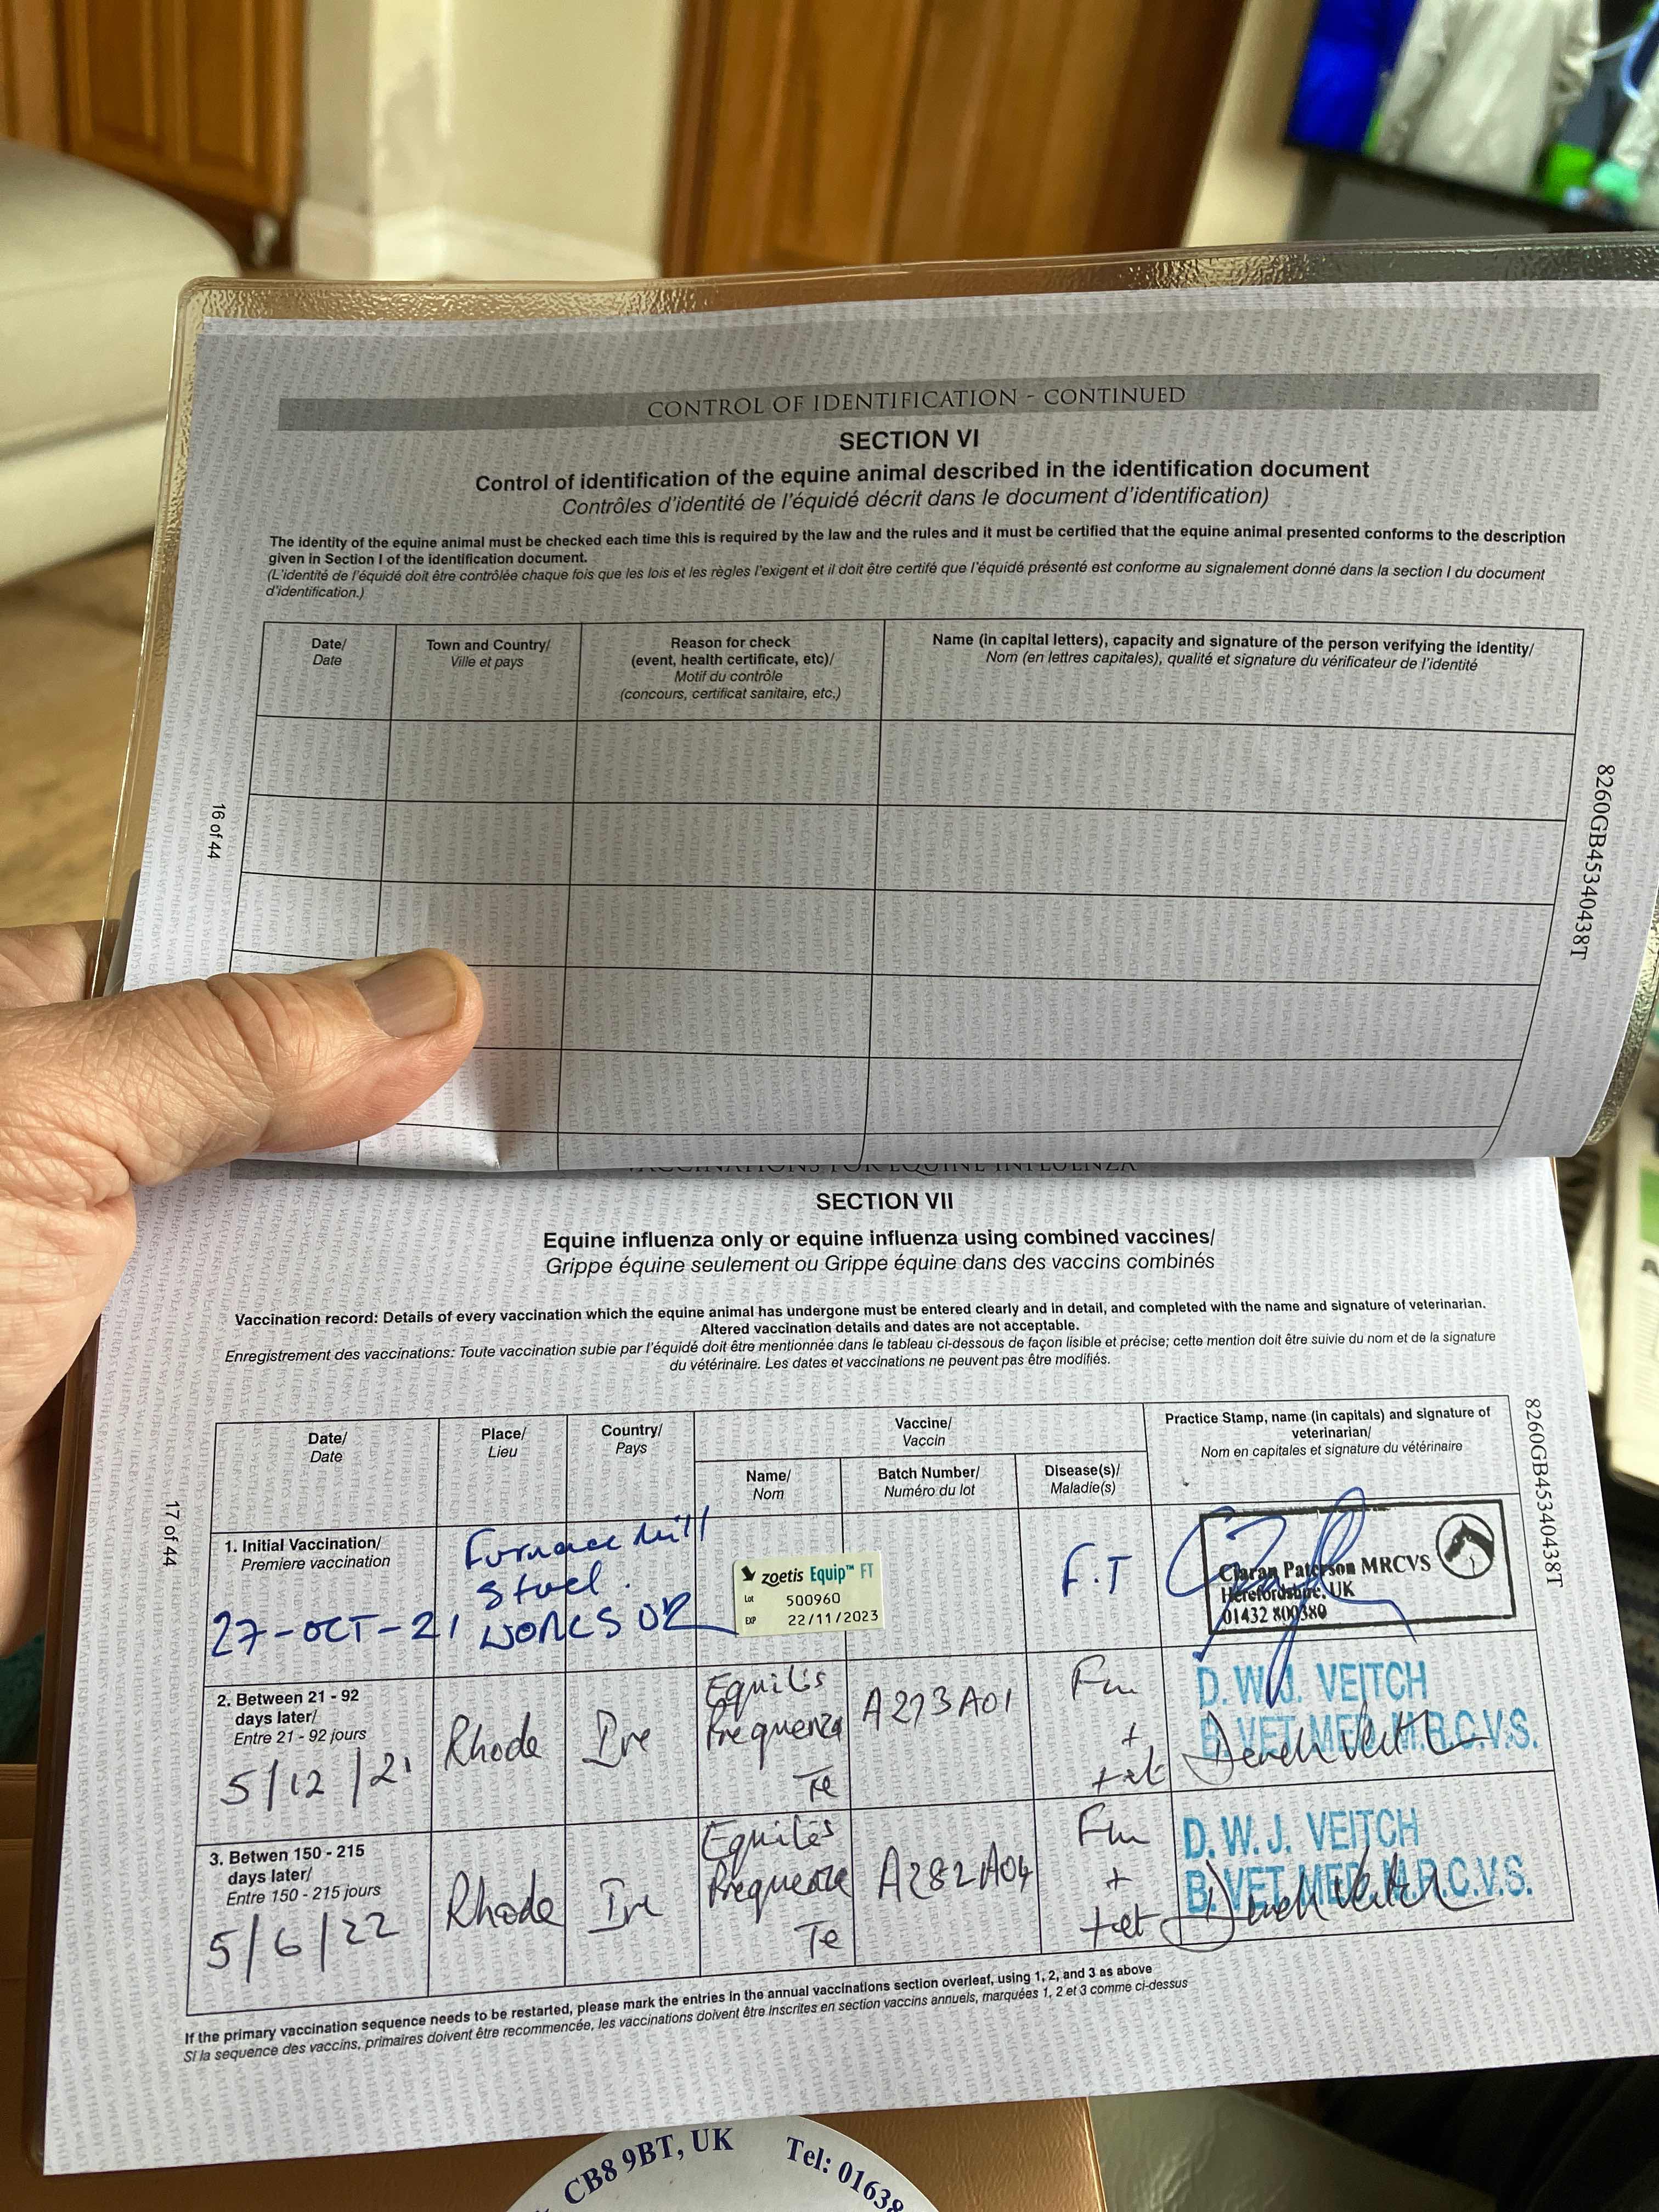 CONTROL OF IDENTIFICATION - CONTINUED
SECTION VI
Control of identification of the equine animal described in the identification document
Contrôles d'identité de l'équidé décrit dans le document d'identification)
The identity of the equine animal must be checked each time this is required by the law and the rules and it must be certified that the equine animal presented conforms to the description
given in Section I of the identification document.
(L'identité de l'équidé doit être contrôlée chaque fois que les lois et les règles l'exigent et il doit être certifé que l'équidé présenté est conforme au signalement donné dans la section I du document
d'identification.)
Date/
Date
Town and Country/
Ville et pays
Reason for check
(event, health certificate, etc)/
Motif du contrôle
(concours, certificat sanitaire, etc.)
Name (in capital letters), capacity and signature of the person verifying the identity/
Nom (en lettres capitales), qualité et signature du vérificateur de l'identité
16 of 44
8260GB45340438T
VACCINATIONS FOR EQUINE INFLUENZA
SECTION VII
Equine influenza only or equine influenza using combined vaccines/
Grippe équine seulement ou Grippe équine dans des vaccins combinés
Vaccination record: Details of every vaccination which the equine animal has undergone must be entered clearly and in detail, and completed with the name and signature of veterinarian.
Altered vaccination details and dates are not acceptable.
Enregistrement des vaccinations: Toute vaccination subie par l'équidé doit être mentionnée dans le tableau ci-dessous de façon lisible et précise; cette mention doit être suivie du nom et de la signature
du vétérinaire. Les dates et vaccinations ne peuvent pas être modifiés.
Date/
Date
Place/
Lieu
Country/
Pays
Vaccine/
Vaccin
Name/
Nom
Batch Number/
Numéro du lot
Disease(s)/
Maladie(s)
Practice Stamp, name (in capitals) and signature of
veterinarian/
Nom en capitales et signature du vétérinaire
17 of 44
8260GB45340438T
1. Initial Vaccination/
Premiere vaccination
27-OCT-21
Furnace Mill
Stud.
UK
zoetis Equip™ FT
Lot 500960
EXP 22/11/2023
F.T
Ciaran Paterson MRCVS
Herefordshire, UK
01432 800380
2. Between 21 - 92
days later/
Entre 21 - 92 jours
5/12/21
Rhode
Ire
Equilis
Prequenza
Te
A273A01
Flu
+
tet
D.W.J. VEITCH
B.VET.MED.M.R.C.V.S.
Derek Veitch
3. Betwen 150 - 215
days later/
Entre 150 - 215 jours
5/6/22
Rhode
Ire
Equilis
Prequenza
Te
A282A04
Flu
+
tet
D.W.J. VEITCH
B.VET.MED.M.R.C.V.S.
Derek Veitch
If the primary vaccination sequence needs to be restarted, please mark the entries in the annual vaccinations section overleaf, using 1, 2, and 3 as above
Si la sequence des vaccins, primaires doivent être recommencée, les vaccinations doivent être inscrites en section vaccins annuels, marquées 1, 2 et 3 comme ci-dessus
CB8 9BT, UK Tel: 01638